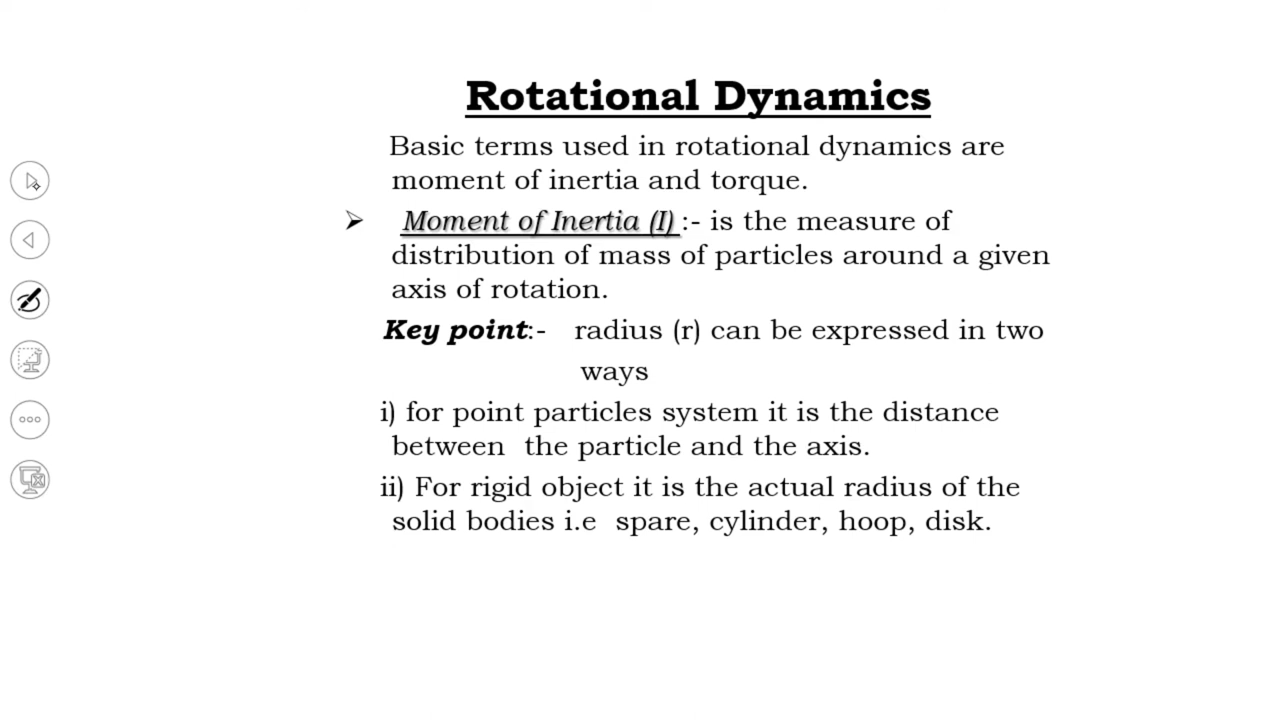 Rotational Dynamics
Basic terms used in rotational dynamics are
moment of inertia and torque.
➢ Moment of Inertia (I) :- is the measure of
distribution of mass of particles around a given
axis of rotation.
Key point:- radius (r) can be expressed in two
ways
i) for point particles system it is the distance
between the particle and the axis.
ii) For rigid object it is the actual radius of the
solid bodies i.e spare, cylinder, hoop, disk.